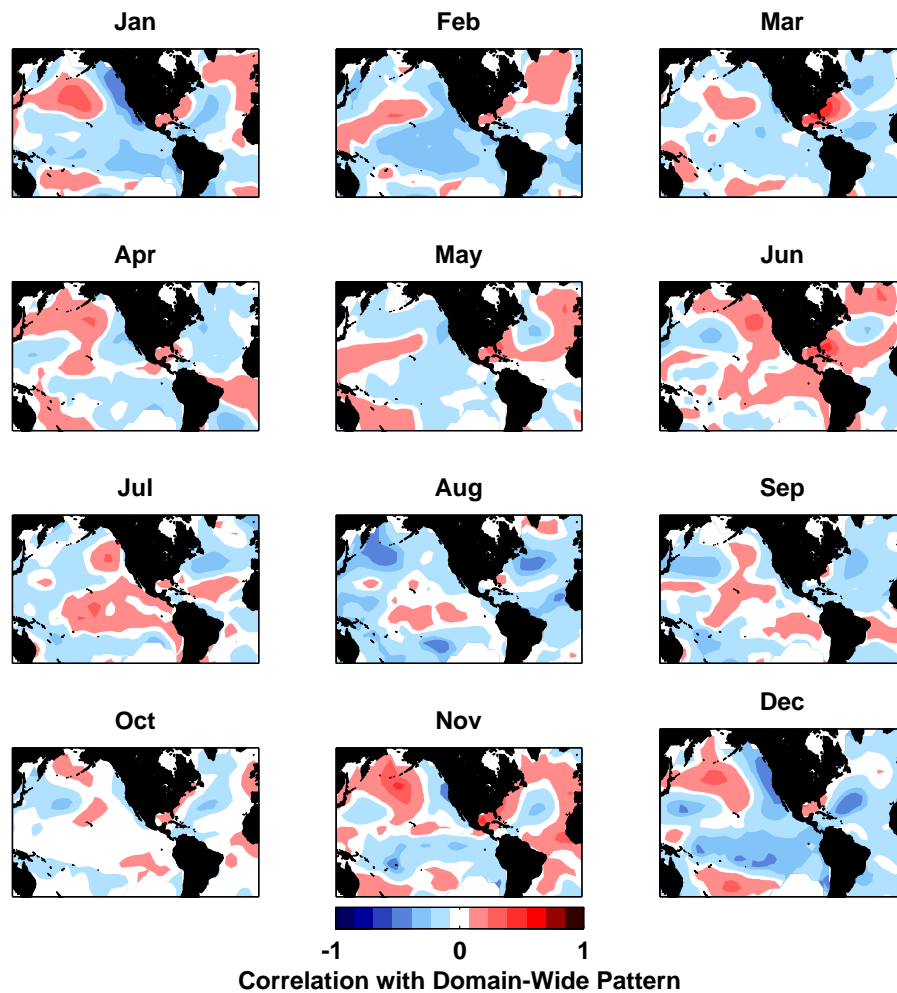 Jan
Feb
Mar
Apr
May
Jun
Jul
Aug
Sep
Oct
Nov
Dec
-1
0
1
Correlation with Domain-Wide Pattern